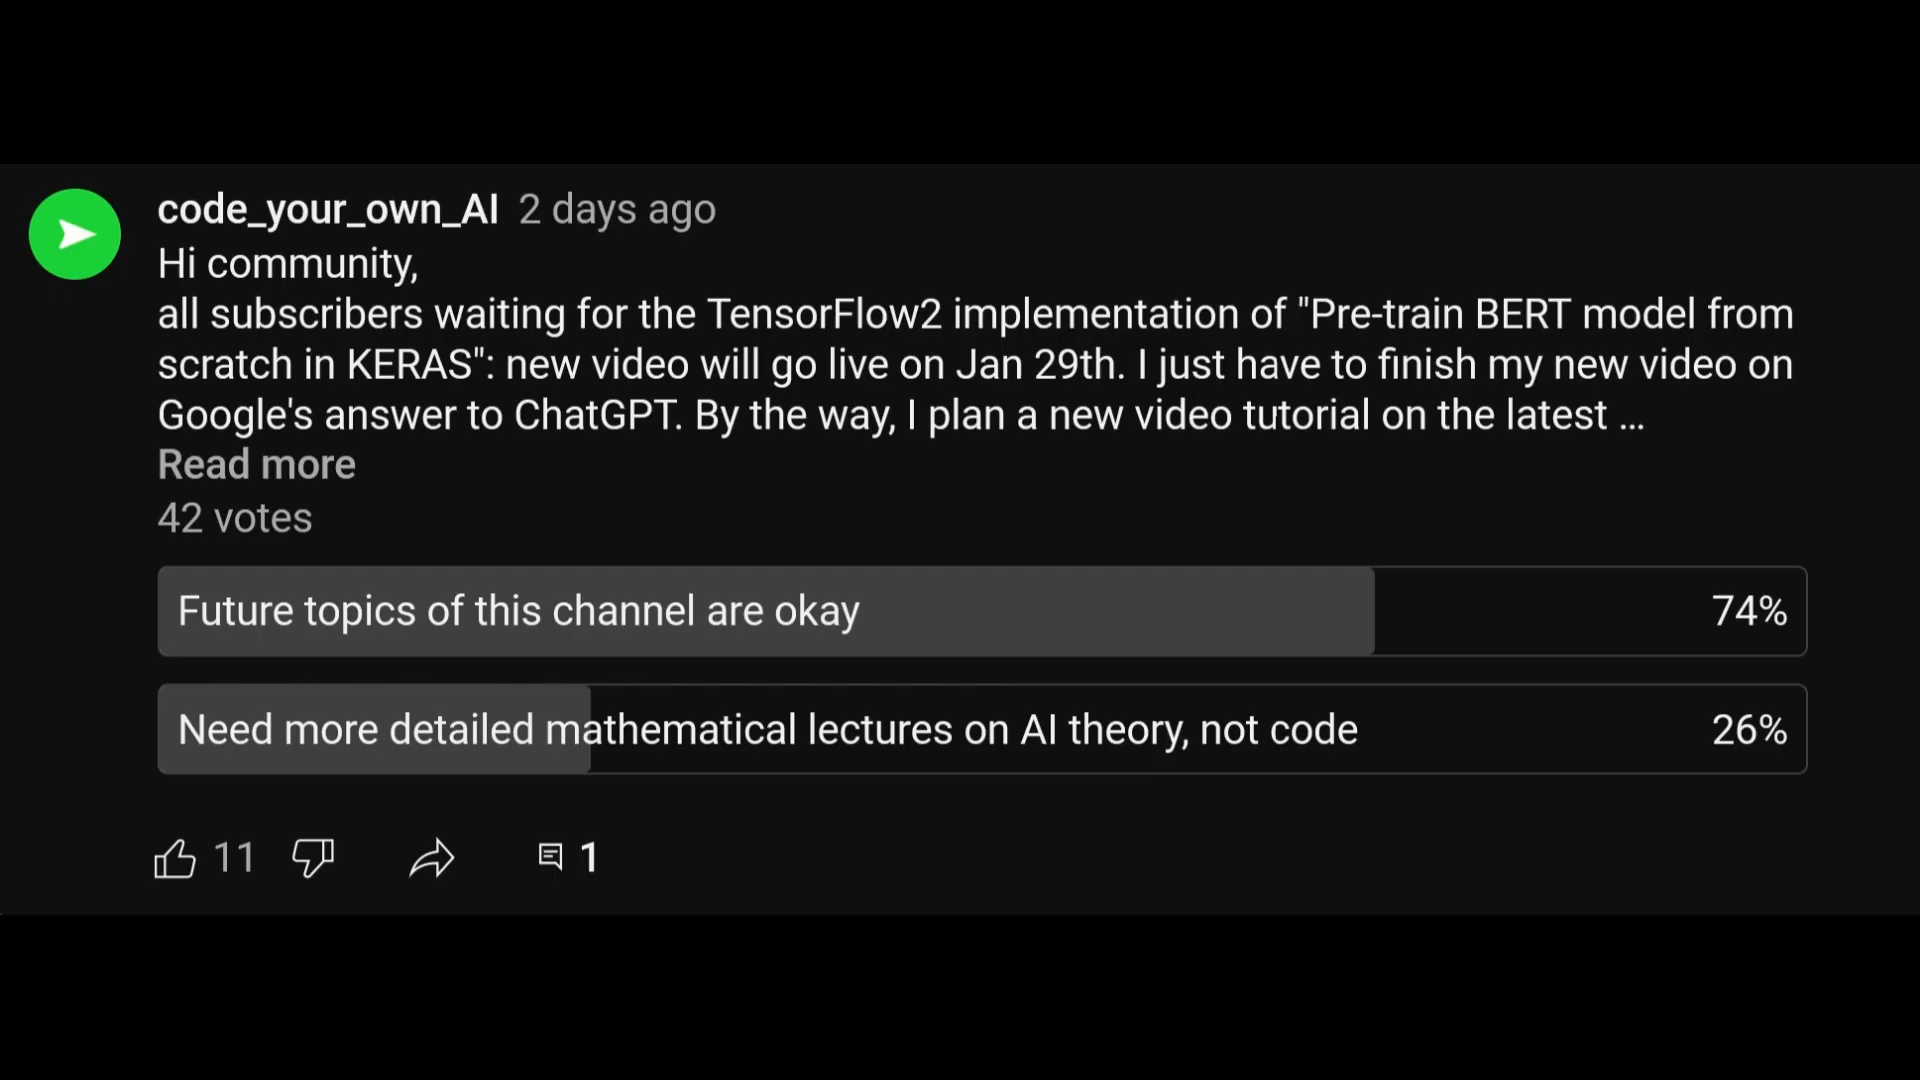 code_your_own_AI 2 days ago
Hi community,
all subscribers waiting for the TensorFlow2 implementation of "Pre-train BERT model from
scratch in KERAS": new video will go live on Jan 29th. I just have to finish my new video on
Google's answer to ChatGPT. By the way, I plan a new video tutorial on the latest ...
Read more
42 votes
Future topics of this channel are okay 74%
Need more detailed mathematical lectures on AI theory, not code 26%
11 1